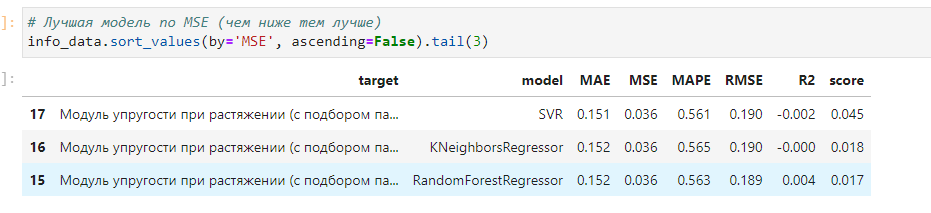 ]: # Лучшая модель по MSE (чем ниже тем лучше)
info_data.sort_values(by='MSE', ascending=False).tail(3)
]: target model MAE MSE MAPE RMSE R2 score
17 Модуль упругости при растяжении (с подбором па... SVR 0.151 0.036 0.561 0.190 -0.002 0.045
16 Модуль упругости при растяжении (с подбором па... KNeighborsRegressor 0.152 0.036 0.565 0.190 -0.000 0.018
15 Модуль упругости при растяжении (с подбором па... RandomForestRegressor 0.152 0.036 0.563 0.189 0.004 0.017